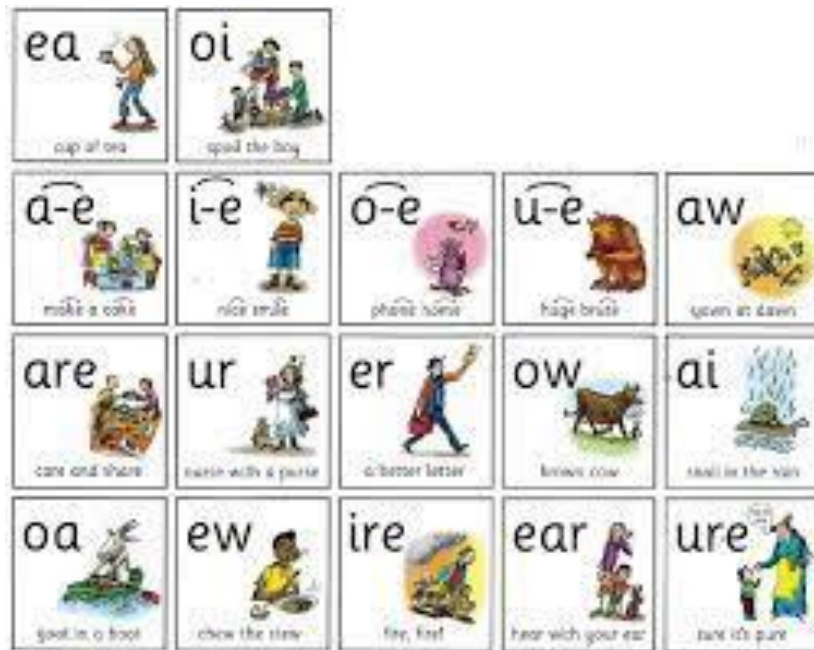 ea
cup of tea
oi
spoil the boy
a-e
make a cake
i-e
nice smile
o-e
phone home
u-e
huge brute
aw
yawn at dawn
are
care and share
ur
nurse with a purse
er
a better letter
ow
brown cow
ai
snail in the rain
oa
goat in a boat
ew
chew the stew
ire
fire, fire!
ear
hear with your ear
ure
sure it's pure